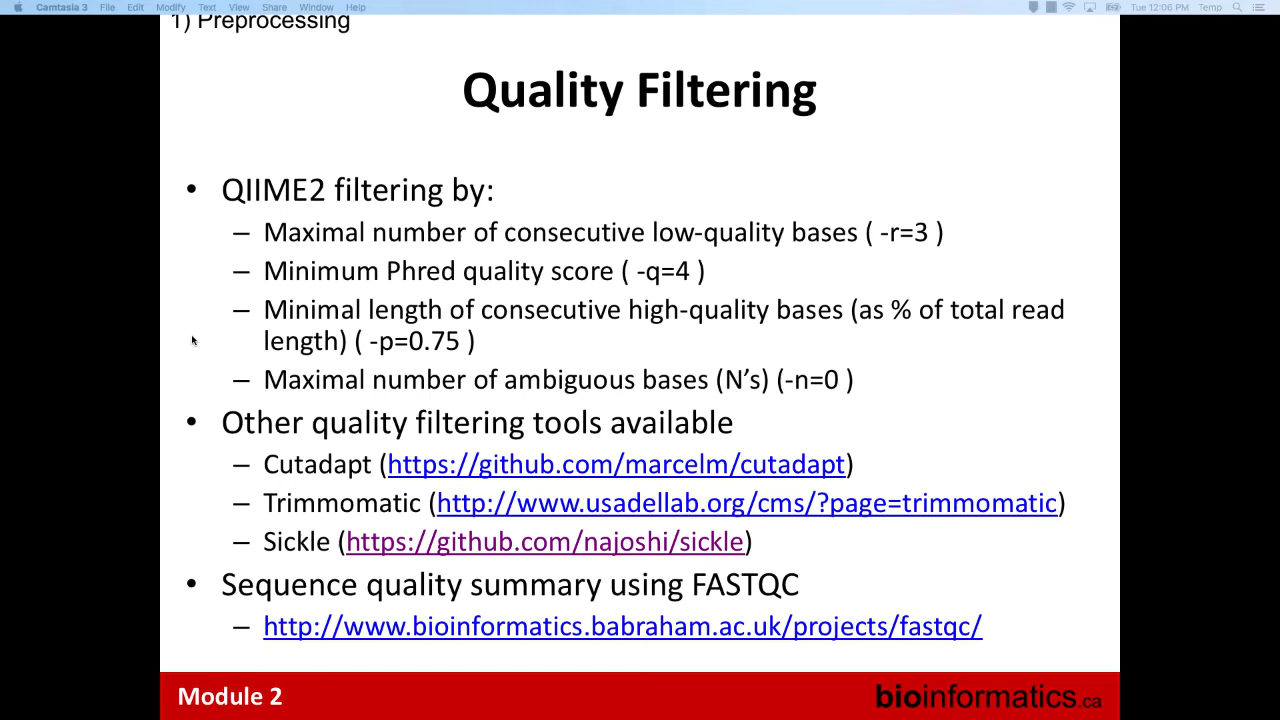 Camtasia 3 File Edit Modify Text View Share Window Help Tue 12:06 PM Temp
1) Preprocessing
Quality Filtering
• QIIME2 filtering by:
– Maximal number of consecutive low-quality bases ( -r=3 )
– Minimum Phred quality score ( -q=4 )
– Minimal length of consecutive high-quality bases (as % of total read
length) ( -p=0.75 )
– Maximal number of ambiguous bases (N’s) (-n=0 )
• Other quality filtering tools available
– Cutadapt (https://github.com/marcelm/cutadapt)
– Trimmomatic (http://www.usadellab.org/cms/?page=trimmomatic)
– Sickle (https://github.com/najoshi/sickle)
• Sequence quality summary using FASTQC
– http://www.bioinformatics.babraham.ac.uk/projects/fastqc/
Module 2
bioinformatics.ca